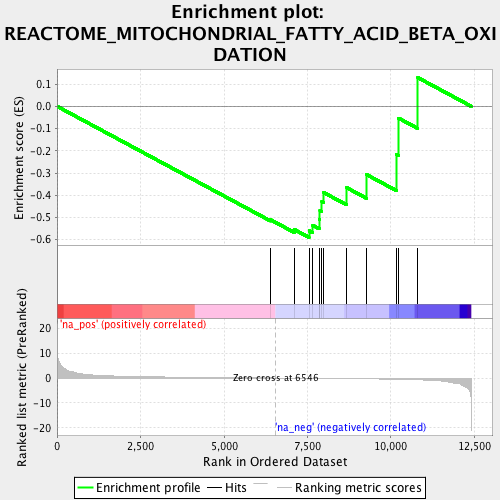 Enrichment plot:
REACTOME_MITOCHONDRIAL_FATTY_ACID_BETA_OXI
DATION
Enrichment score (ES)
0.1
0.0
-0.1
-0.2
-0.3
-0.4
-0.5
-0.6
'na_pos' (positively correlated)
Ranked list metric (PreRanked)
20
10
0
-10
-20
Zero cross at 6546
'na_neg' (negatively correlated)
0
2,500
5,000
7,500
10,000
12,500
Rank in Ordered Dataset
Enrichment profile
Hits
Ranking metric scores